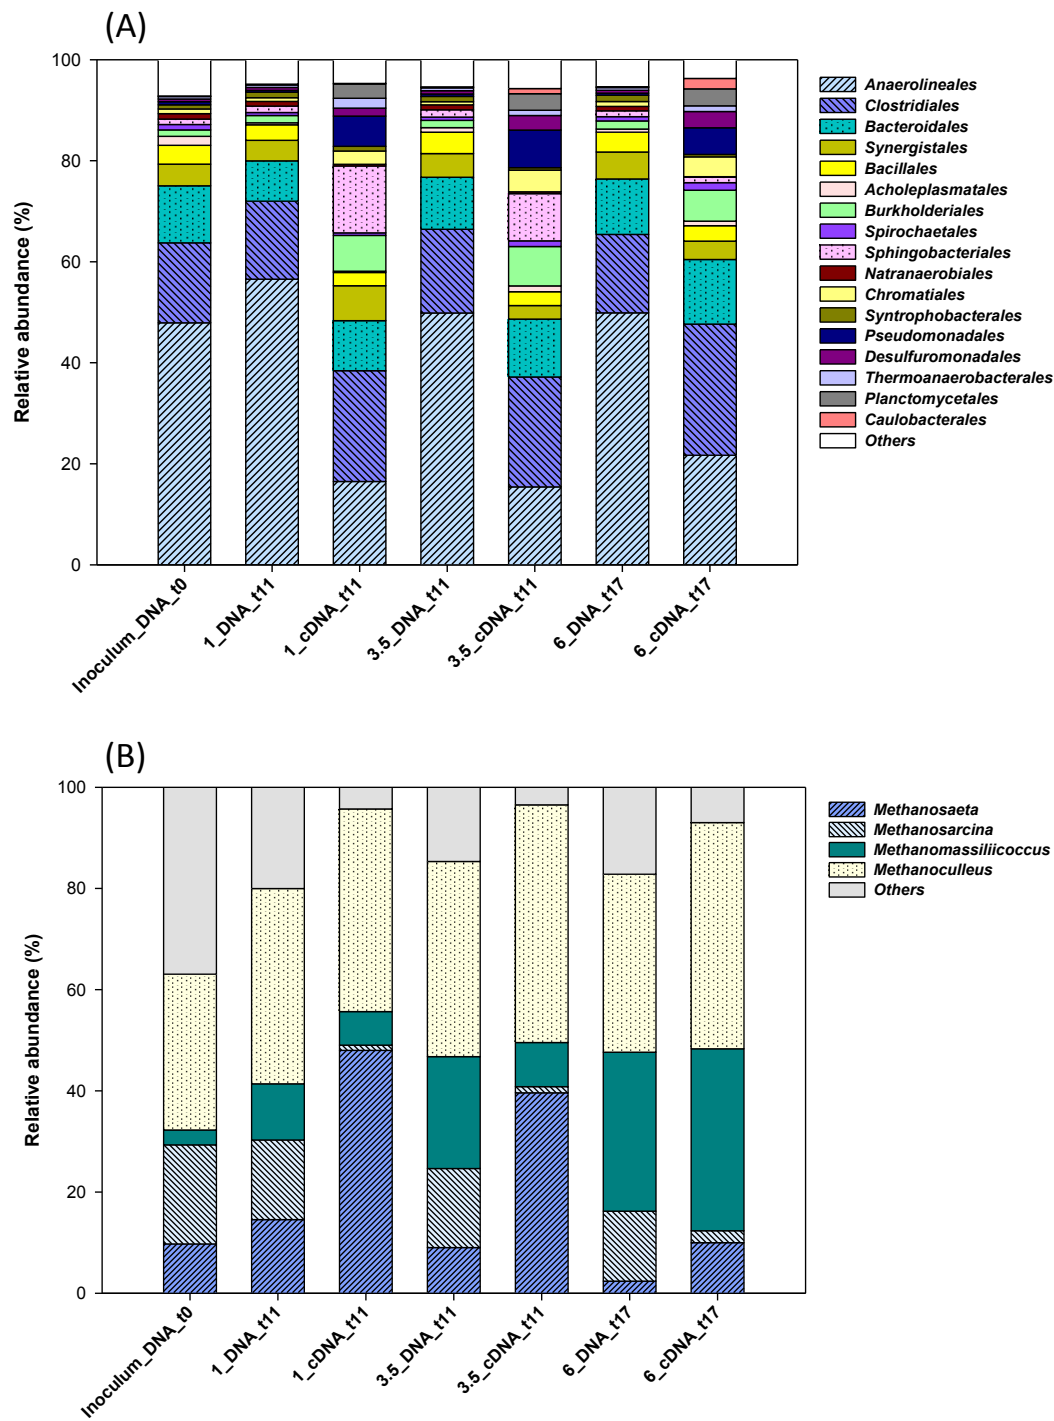 (A)
Relative abundance (%)
100
80
60
40
20
0
Inoculum_DNA_t0
1_DNA_t11
1_cDNA_t11
3.5_DNA_t11
3.5_cDNA_t11
6_DNA_t17
6_cDNA_t17
Anaerolineales
Clostridiales
Bacteroidales
Synergistales
Bacillales
Acholeplasmatales
Burkholderiales
Spirochaetales
Sphingobacteriales
Natranaerobiales
Chromatiales
Syntrophobacterales
Pseudomonadales
Desulfuromonadales
Thermoanaerobacterales
Planctomycetales
Caulobacterales
Others
(B)
Relative abundance (%)
100
80
60
40
20
0
Inoculum_DNA_t0
1_DNA_t11
1_cDNA_t11
3.5_DNA_t11
3.5_cDNA_t11
6_DNA_t17
6_cDNA_t17
Methanosaeta
Methanosarcina
Methanomassiliicoccus
Methanoculleus
Others